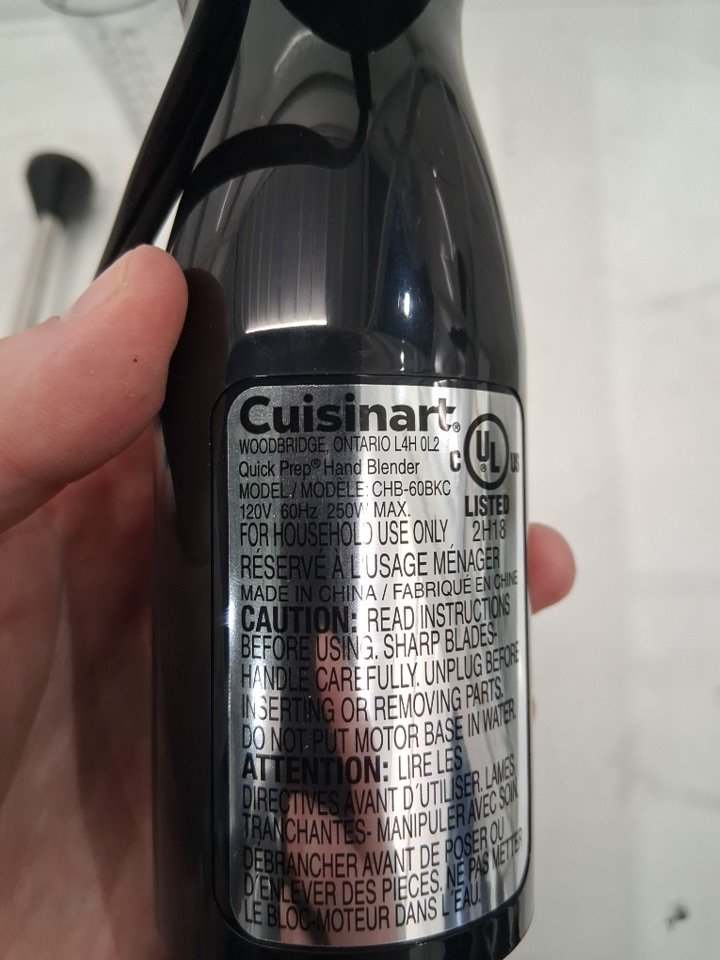 Cuisinart®
WOODBRIDGE, ONTARIO L4H 0L2
Quick Prep® Hand Blender
MODEL / MODÈLE: CHB-60BKC
120V 60Hz 250W MAX.
C UL® US
LISTED
2H18
FOR HOUSEHOLD USE ONLY
RÉSERVÉ À L'USAGE MÉNAGER
MADE IN CHINA / FABRIQUÉ EN CHINE
CAUTION: READ INSTRUCTIONS
BEFORE USING. SHARP BLADES-
HANDLE CAREFULLY. UNPLUG BEFORE
INSERTING OR REMOVING PARTS.
DO NOT PUT MOTOR BASE IN WATER.
ATTENTION: LIRE LES
DIRECTIVES AVANT D'UTILISER. LAMES
TRANCHANTES- MANIPULER AVEC SOIN.
DÉBRANCHER AVANT DE POSER OU
D'ENLEVER DES PIÈCES. NE PAS METTER
LE BLOC-MOTEUR DANS L'EAU.